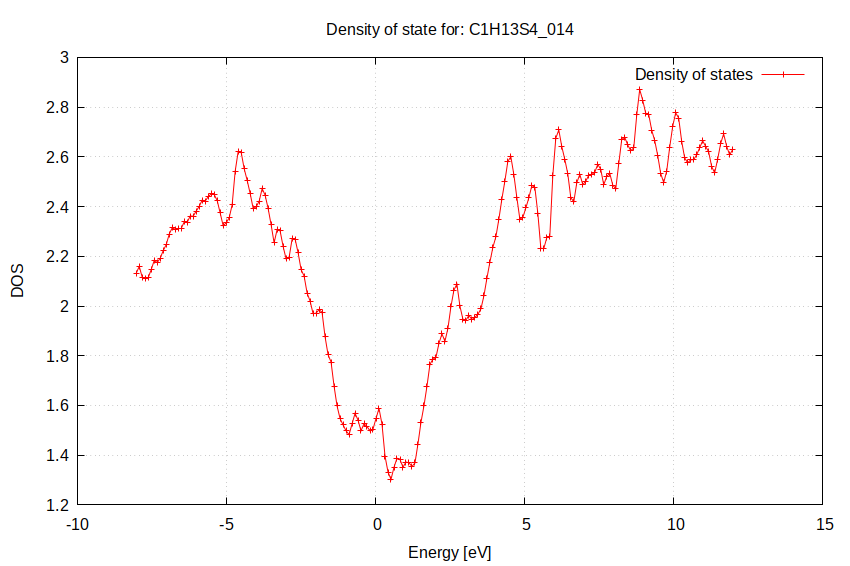 Density of state for: C1H13S4_014
Density of states
3
2.8
2.6
2.4
2.2
2
1.8
1.6
1.4
1.2
DOS
-10 -5 0 5 10 15
Energy [eV]